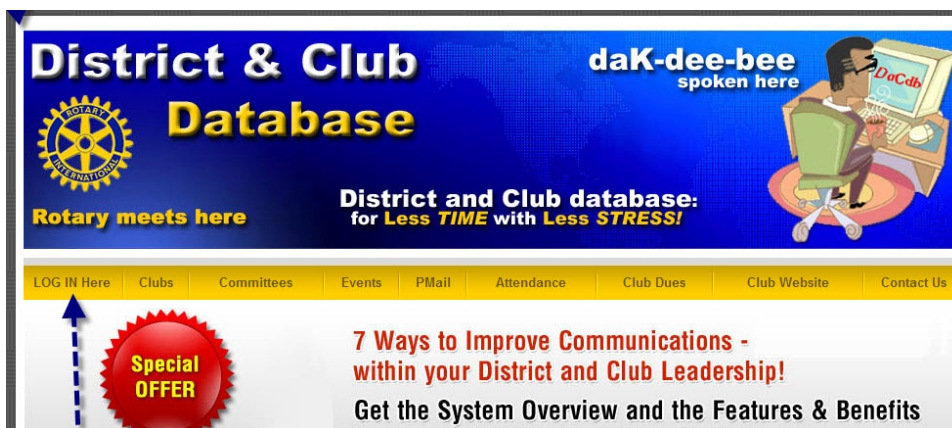 District & Club
Database
daK-dee-bee
spoken here
DaCdb
ROTARY
INTERNATIONAL
Rotary meets here
District and Club database:
for Less TIME with Less STRESS!
LOG IN Here Clubs Committees Events PMail Attendance Club Dues Club Website Contact Us
Special
OFFER
7 Ways to Improve Communications -
within your District and Club Leadership!
Get the System Overview and the Features & Benefits